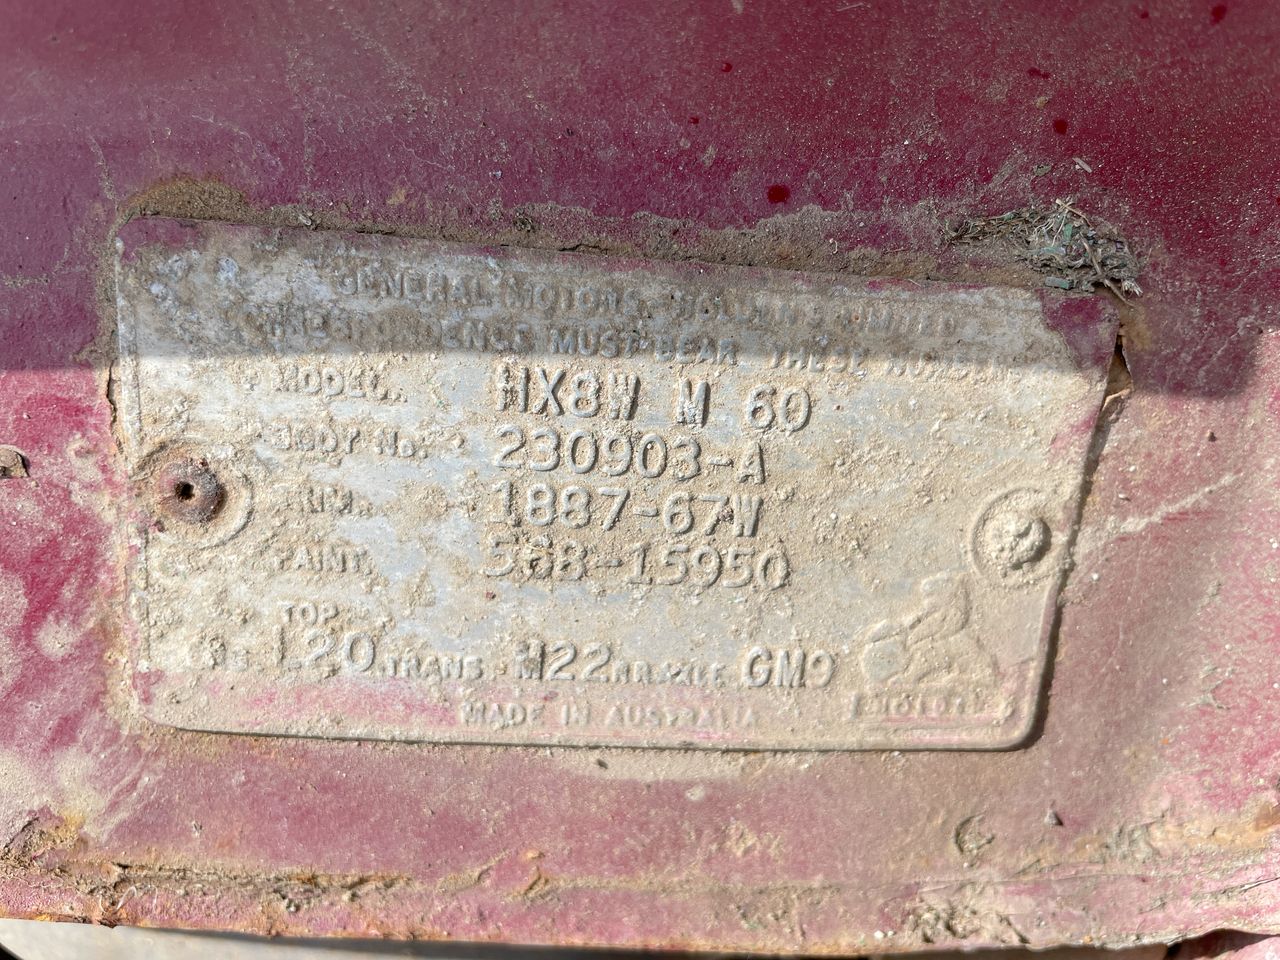 GENERAL MOTORS - HOLDEN'S LIMITED
CORRESPONDENCE MUST BEAR THESE NUMBERS
MODEL HX8W M 60
BODY No. 230903-A
TRIM. 1887-67W
PAINT. 568-15950
TOP
L20 TRANS. M22 RR AXLE GM9
MADE IN AUSTRALIA